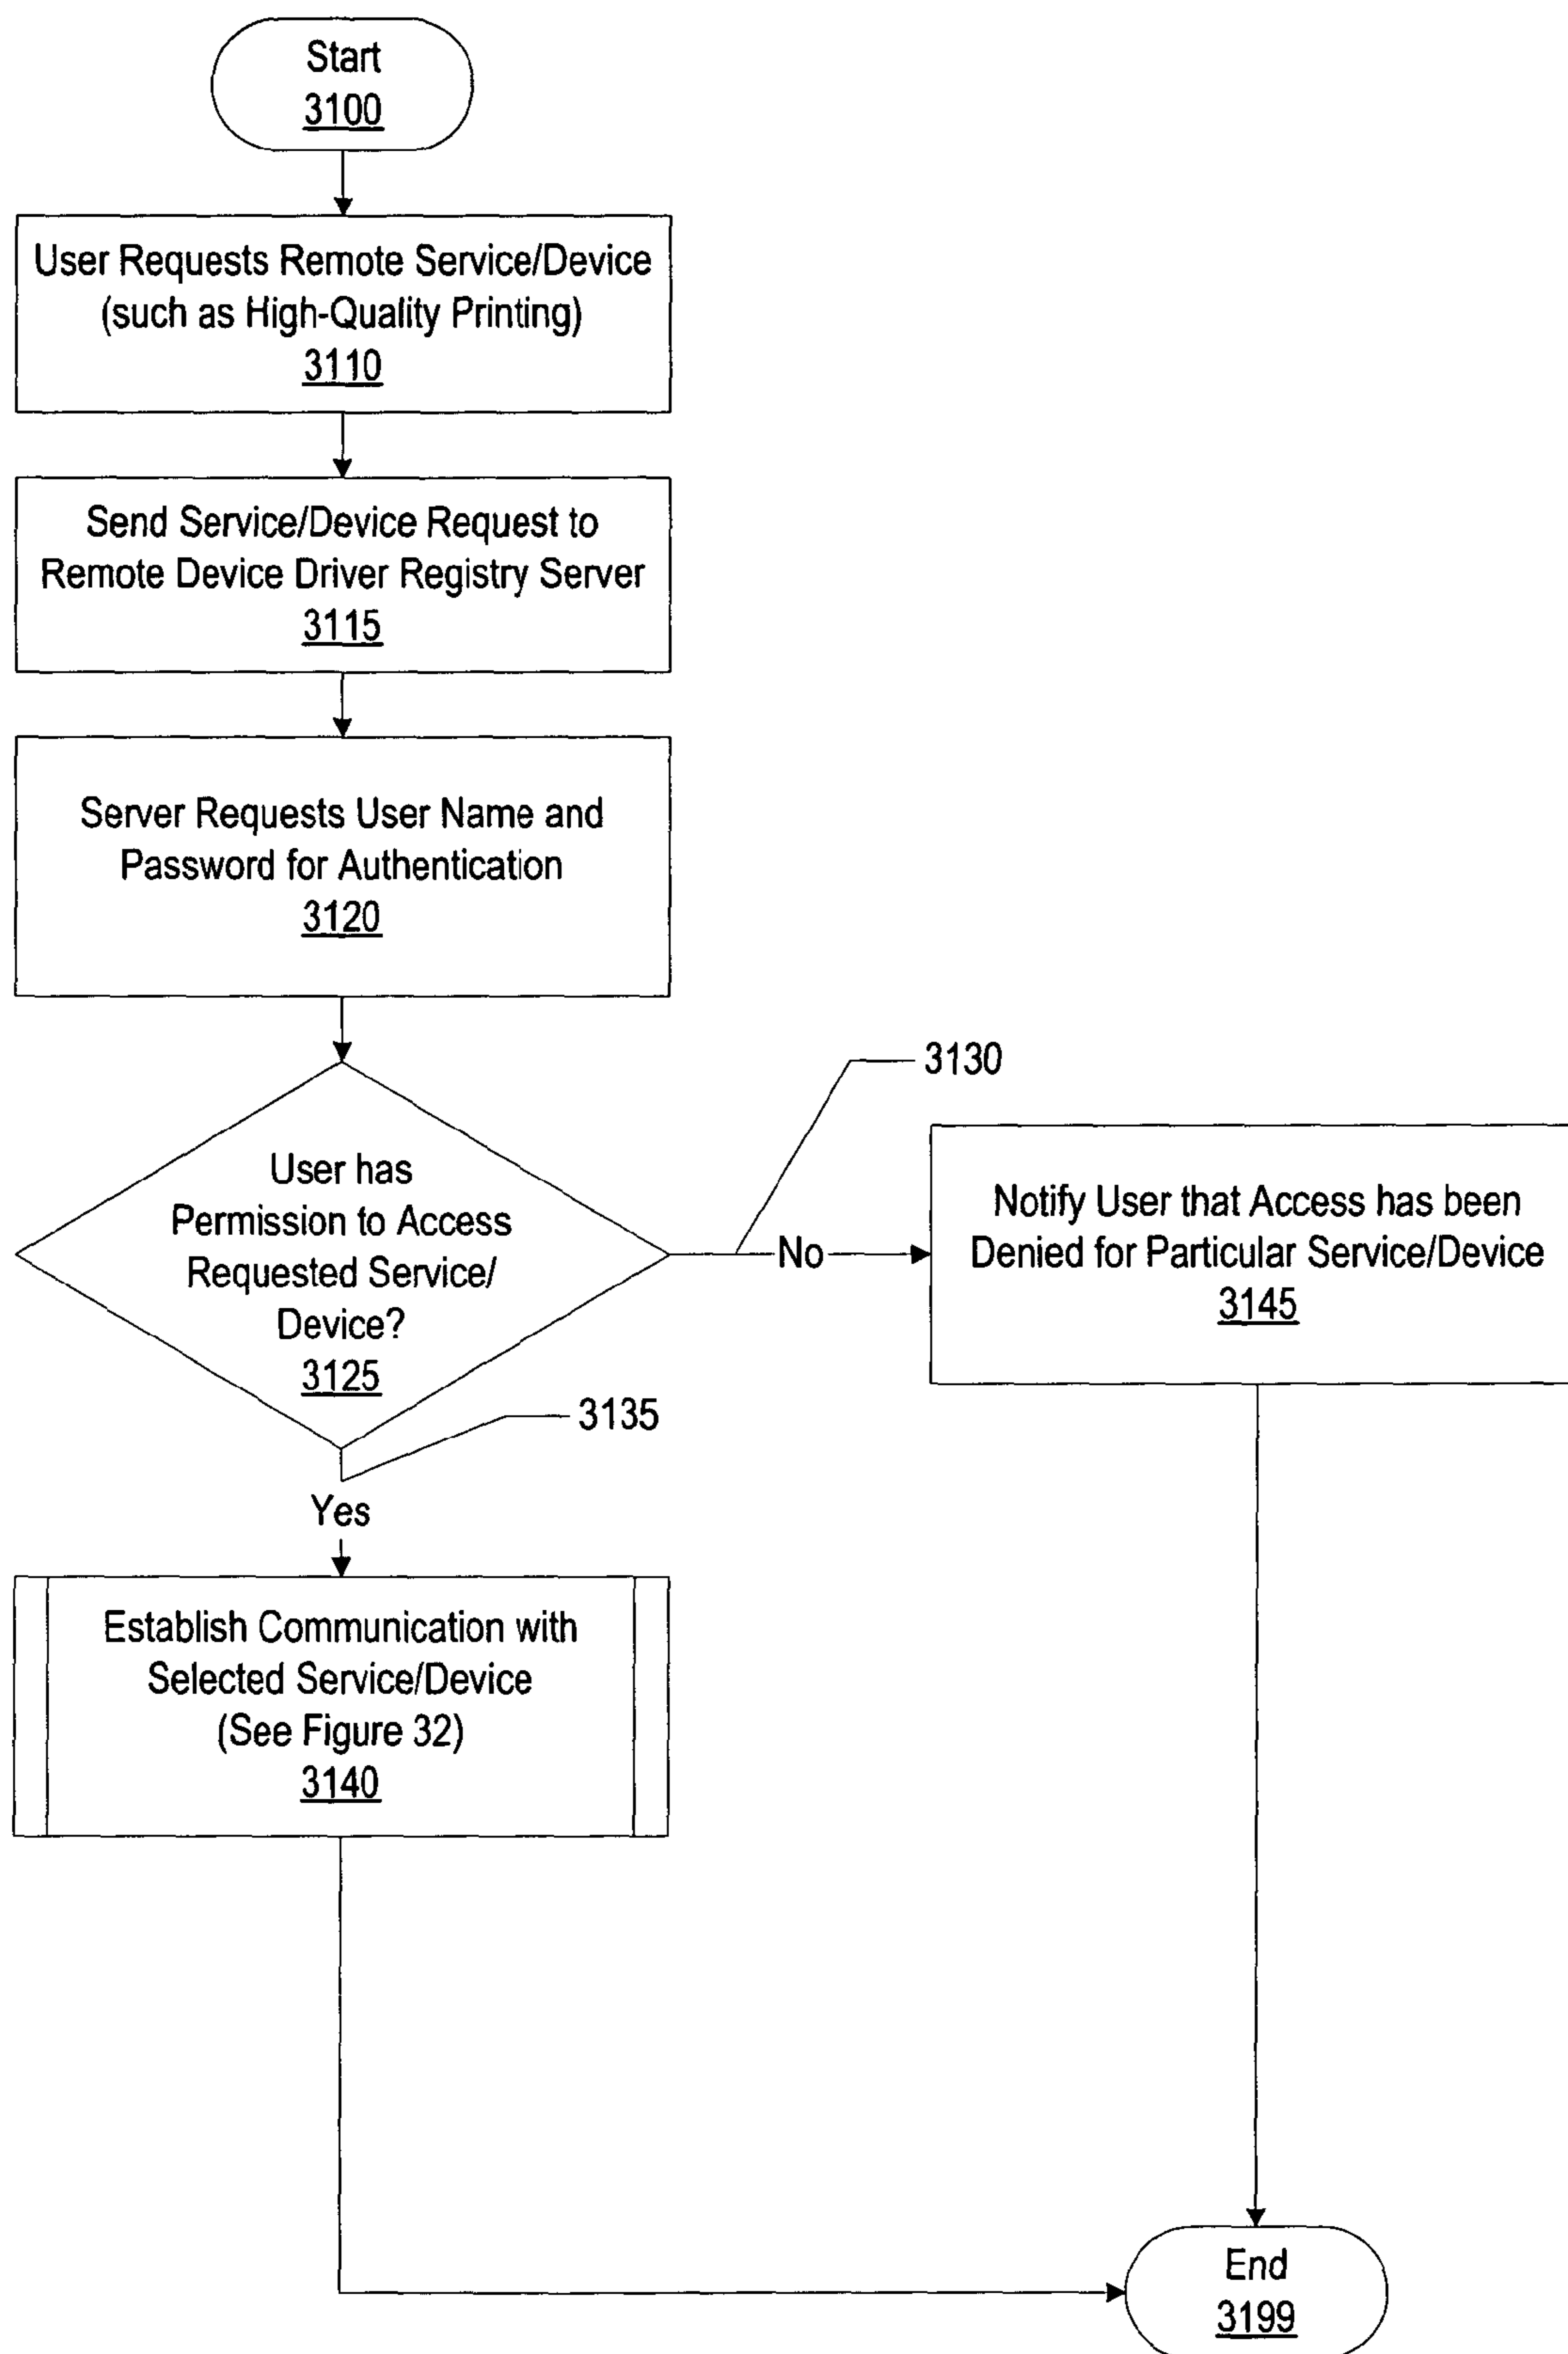 Start
3100
User Requests Remote Service/Device
(such as High-Quality Printing)
3110
Send Service/Device Request to
Remote Device Driver Registry Server
3115
Server Requests User Name and
Password for Authentication
3120
3130
User has
Permission to Access
Requested Service/
Device?
3125
No
Notify User that Access has been
Denied for Particular Service/Device
3145
3135
Yes
Establish Communication with
Selected Service/Device
(See Figure 32)
3140
End
3199